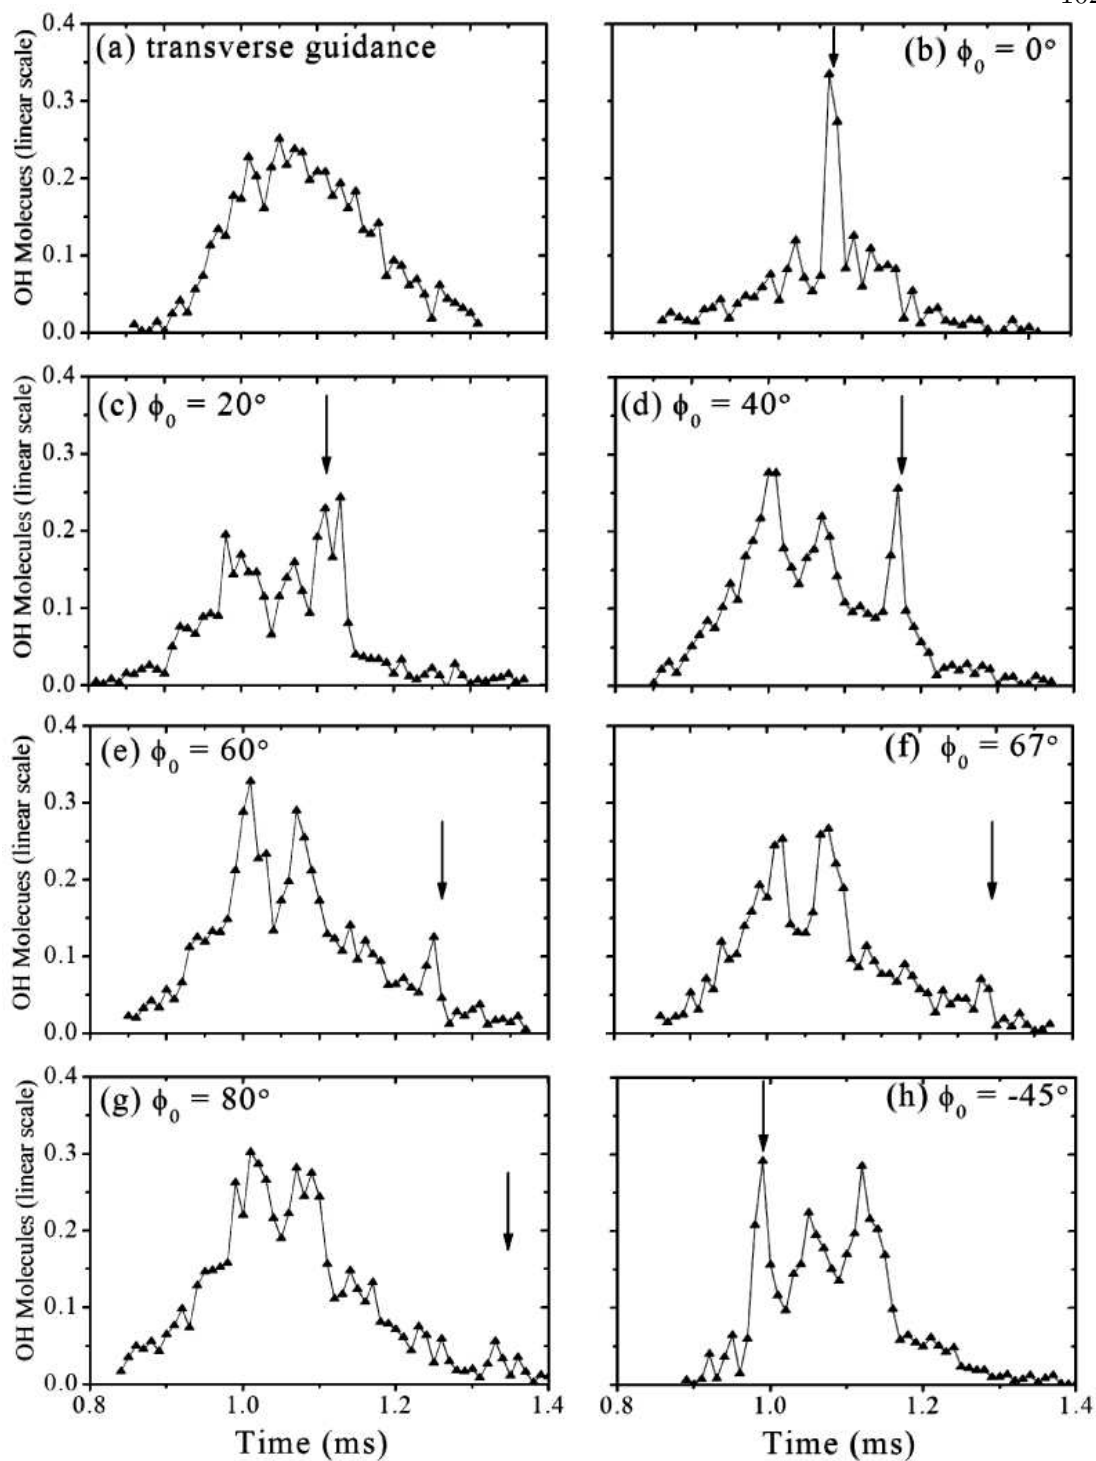 0.4
(a) transverse guidance
0.3
0.2
0.1
0.0
OH Molecues (linear scale)
(b) ϕ0 = 0°
0.4
(c) ϕ0 = 20°
0.3
0.2
0.1
0.0
OH Molecules (linear scale)
(d) ϕ0 = 40°
0.4
(e) ϕ0 = 60°
0.3
0.2
0.1
0.0
OH Molecues (linear scale)
(f) ϕ0 = 67°
0.4
(g) ϕ0 = 80°
0.3
0.2
0.1
0.0
OH Molecules (linear scale)
0.8 1.0 1.2 1.4
Time (ms)
(h) ϕ0 = -45°
0.8 1.0 1.2 1.4
Time (ms)